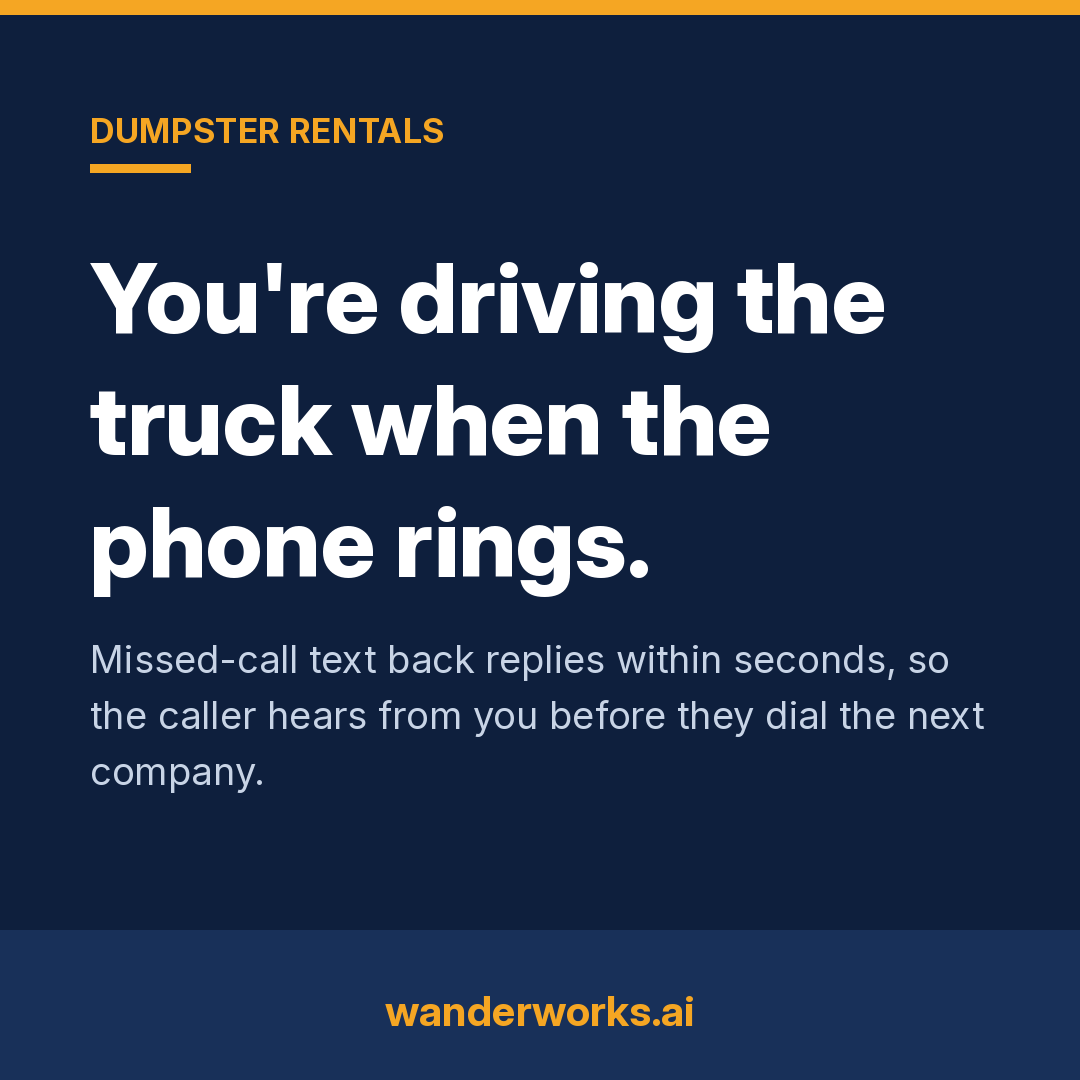 DUMPSTER RENTALS
You're driving the
truck when the
phone rings.
Missed-call text back replies within seconds, so
the caller hears from you before they dial the next
company.
wanderworks.ai